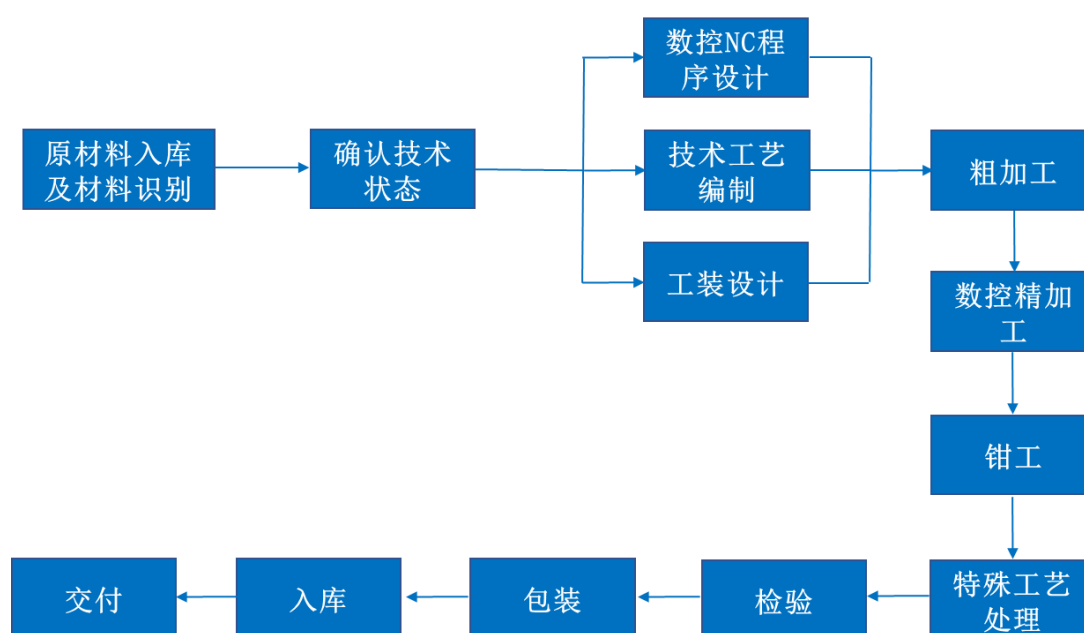 数控NC程
序设计
原材料入库
及材料识别
确认技术
状态
技术工艺
编制
粗加工
工装设计
数控精加
工
钳工
交付
入库
包装
检验
特殊工艺
处理